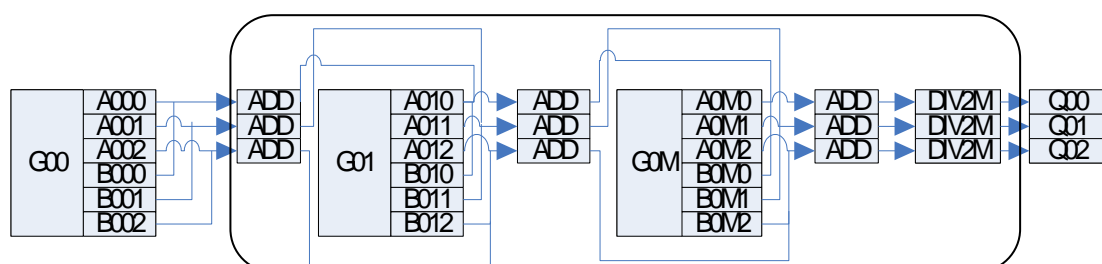 A000 ADD A010 ADD A0M0 ADD DIV2M Q00
A001 ADD A011 ADD A0M1 ADD DIV2M Q01
A002 ADD A012 ADD A0M2 ADD DIV2M Q02
G00 G01 G0M
B000 B010 B0M0
B001 B011 B0M1
B002 B012 B0M2